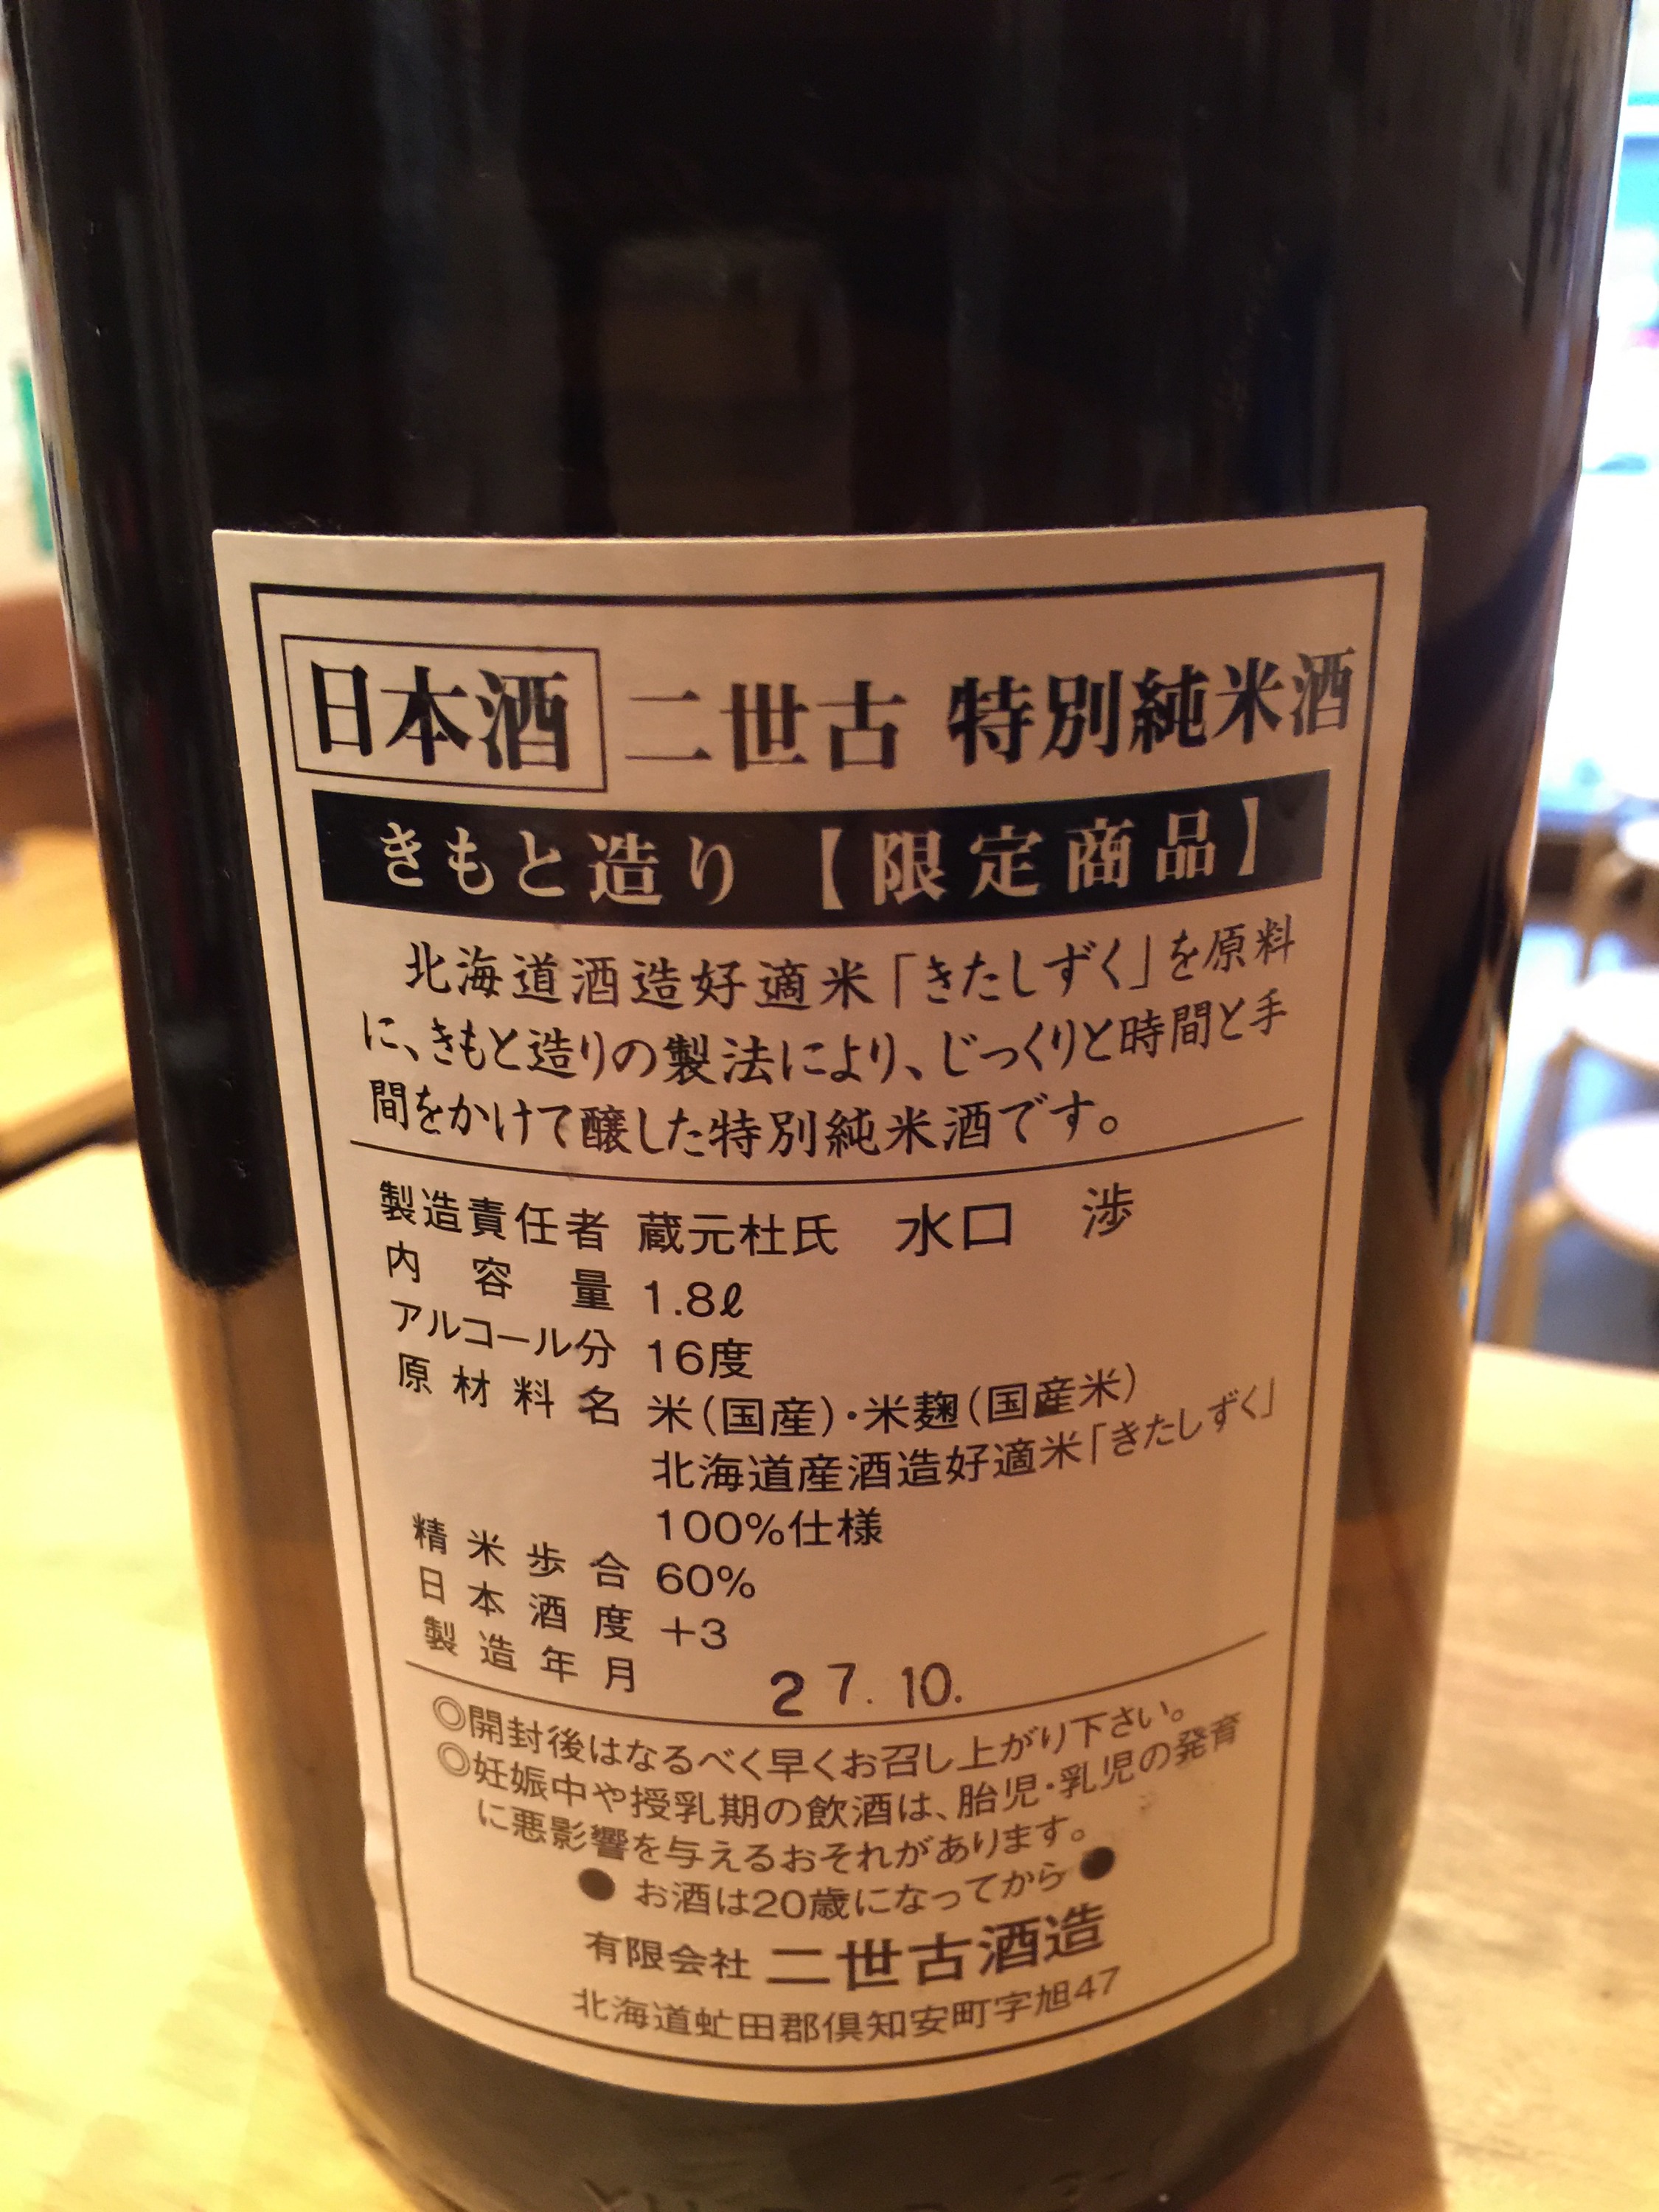 日本酒 二世古 特別純米酒
きもと造り【限定商品】
北海道酒造好適米「きたしずく」を原料
に、きもと造りの製法により、じっくりと時間と手
間をかけて醸した特別純米酒です。
製造責任者 蔵元杜氏 水口 渉
内容量 1.8ℓ
アルコール分 16度
原材料名 米(国産)・米麹(国産米)
北海道産酒造好適米「きたしずく」
100%仕様
精米歩合 60%
日本酒度 +3
製造年月 27.10.
◎開封後はなるべく早くお召し上がり下さい。
◎妊娠中や授乳期の飲酒は、胎児・乳児の発育
に悪影響を与えるおそれがあります。
● お酒は20歳になってから ●
有限会社 二世古酒造
北海道虻田郡倶知安町字旭47